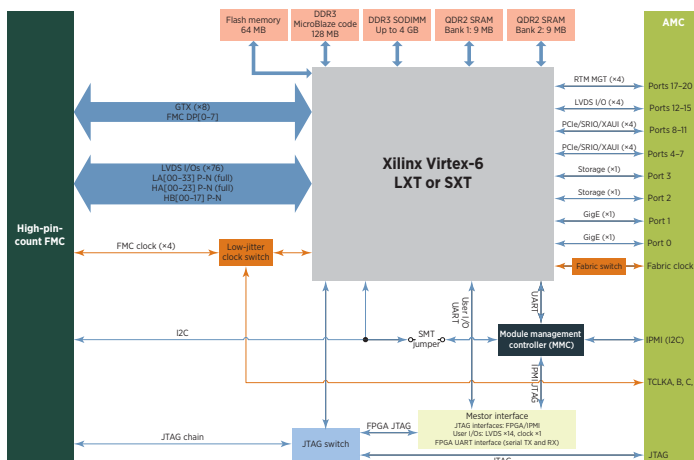 Flash memory
64 MB
DDR3
MicroBlaze code
128 MB
DDR3 SODIMM
Up to 4 GB
QDR2 SRAM
Bank 1: 9 MB
QDR2 SRAM
Bank 2: 9 MB
AMC
High-pin-
count FMC
GTX (×8)
FMC DP[0–7]
LVDS I/Os (×76)
LA[00–33] P-N (full)
HA[00–23] P-N (full)
HB[00–17] P-N
Xilinx Virtex-6
LXT or SXT
RTM MGT (×4)
Ports 17–20
LVDS I/O (×4)
Ports 12–15
PCIe/SRIO/XAUI (×4)
Ports 8–11
PCIe/SRIO/XAUI (×4)
Ports 4–7
Storage (×1)
Port 3
Storage (×1)
Port 2
GigE (×1)
Port 1
GigE (×1)
Port 0
Fabric switch
Fabric clock
FMC clock (×4)
Low-jitter
clock switch
User I/O
UART
UART
I2C
SMT
jumper
Module management
controller (MMC)
IPMI (I2C)
IPMI/JTAG
TCLKA, B, C,
FPGA JTAG
Mestor interface
JTAG interfaces: FPGA/IPMI
User I/Os: LVDS ×14, clock ×1
FPGA UART interface (serial TX and RX)
JTAG chain
JTAG switch
JTAG
JTAG